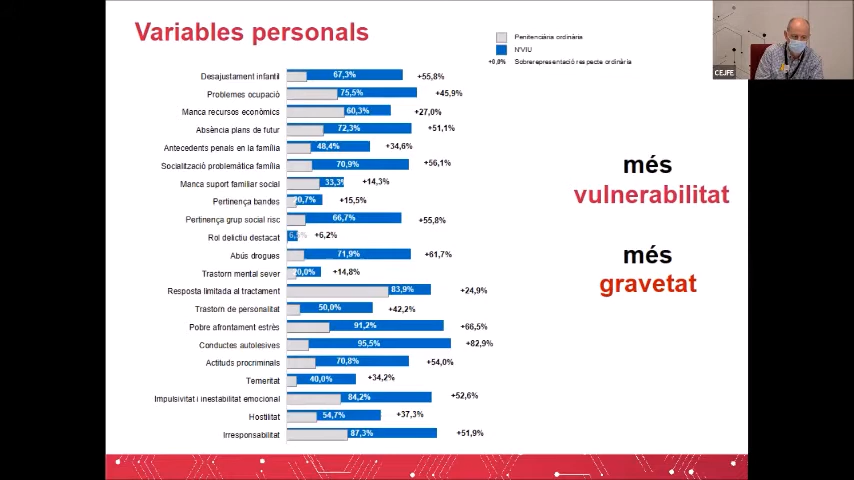 Variables personals
Penitenciària ordinària
N'VIU
+0,0% Sobrerepresentació respacte ordinària
CEJFE
Desajustament infantil 67,3% +55,8%
Problemes ocupació 75,5% +45,9%
Manca recursos econòmics 60,3% +27,0%
Absència plans de futur 72,3% +51,1%
Antecedents penals en la família 48,4% +34,6%
Socialització problemàtica família 70,9% +56,1%
Manca suport familiar social 33,3% +14,3%
Pertinença bandes 20,7% +15,5%
Pertinença grup social risc 66,7% +55,8%
Rol delictiu destacat +6,2%
Abús drogues 71,9% +61,7%
Trastorn mental sever 20,0% +14,8%
Resposta limitada al tractament 83,9% +24,9%
Trastorn de personalitat 50,0% +42,2%
Pobre afrontament estrès 91,2% +66,5%
Conductes autolesives 95,5% +82,9%
Actituds procriminals 70,8% +54,0%
Temeritat 40,0% +34,2%
Impulsivitat i inestabilitat emocional 84,2% +52,6%
Hostilitat 54,7% +37,3%
Irresponsabilitat 87,3% +51,9%
més
vulnerabilitat
més
gravetat